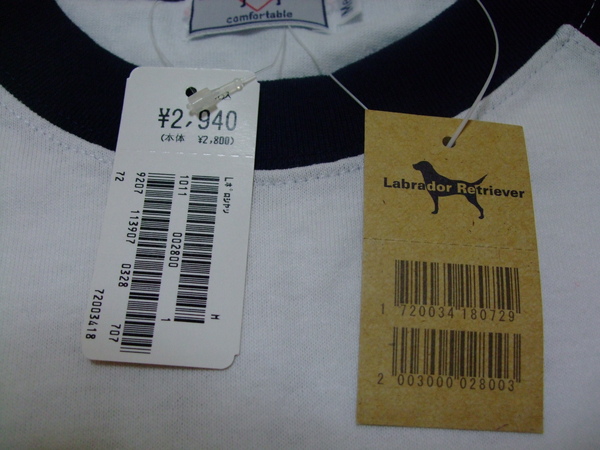 comfortable
¥2,940
(本体 ¥2,800)
1011 002800 1
M
9207 113907 0328 707
72
72003418
Labrador Retriever
1 720034 180729
2 003000 028003